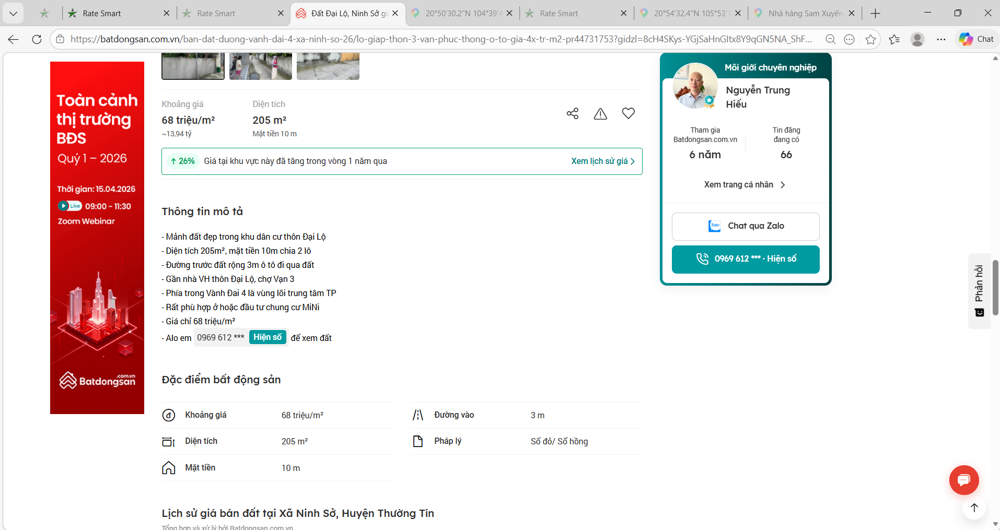 Rate Smart
Rate Smart
Đất Đại Lộ, Ninh Sở gi
20°50'30.2"N 104°39'4
Rate Smart
20°54'32.4"N 105°53'1
Nhà hàng Sam Xuyến,
https://batdongsan.com.vn/ban-dat-duong-vanh-dai-4-xa-ninh-so-26/lo-giap-thon-3-van-phuc-thong-o-to-gia-4x-tr-m2-pr44731753?gidzl=8cH4SKys-YGjSaHnGItx8Y9qGN5NA_ShF...
Chat
Toàn cảnh
thị trường
BĐS
Quý 1 – 2026
Thời gian: 15.04.2026
Live 09:00 - 11:30
Zoom Webinar
Batdongsan
.com.vn
Khoảng giá
68 triệu/m²
~13,94 tỷ
Diện tích
205 m²
Mặt tiền 10 m
26%
Giá tại khu vực này đã tăng trong vòng 1 năm qua
Xem lịch sử giá
Thông tin mô tả
- Mảnh đất đẹp trong khu dân cư thôn Đại Lộ
- Diện tích 205m², mặt tiền 10m chia 2 lô
- Đường trước đất rộng 3m ô tô đi qua đất
- Gần nhà VH thôn Đại Lộ, chợ Vạn 3
- Phía trong Vành Đai 4 là vùng lõi trung tâm TP
- Rất phù hợp ở hoặc đầu tư chung cư MiNi
- Giá chỉ 68 triệu/m²
- Alo em 0969 612 *** Hiện số để xem đất
Đặc điểm bất động sản
Khoảng giá
68 triệu/m²
Đường vào
3 m
Diện tích
205 m²
Pháp lý
Sổ đỏ/ Sổ hồng
Mặt tiền
10 m
Lịch sử giá bán đất tại Xã Ninh Sở, Huyện Thường Tín
Tổng hợp và xử lý bởi Batdongsan.com.vn
Môi giới chuyên nghiệp
Nguyễn Trung
Hiếu
Tham gia
Batdongsan.com.vn
6 năm
Tin đăng
đang có
66
Xem trang cá nhân
Zalo
Chat qua Zalo
0969 612 *** · Hiện số
Phản hồi